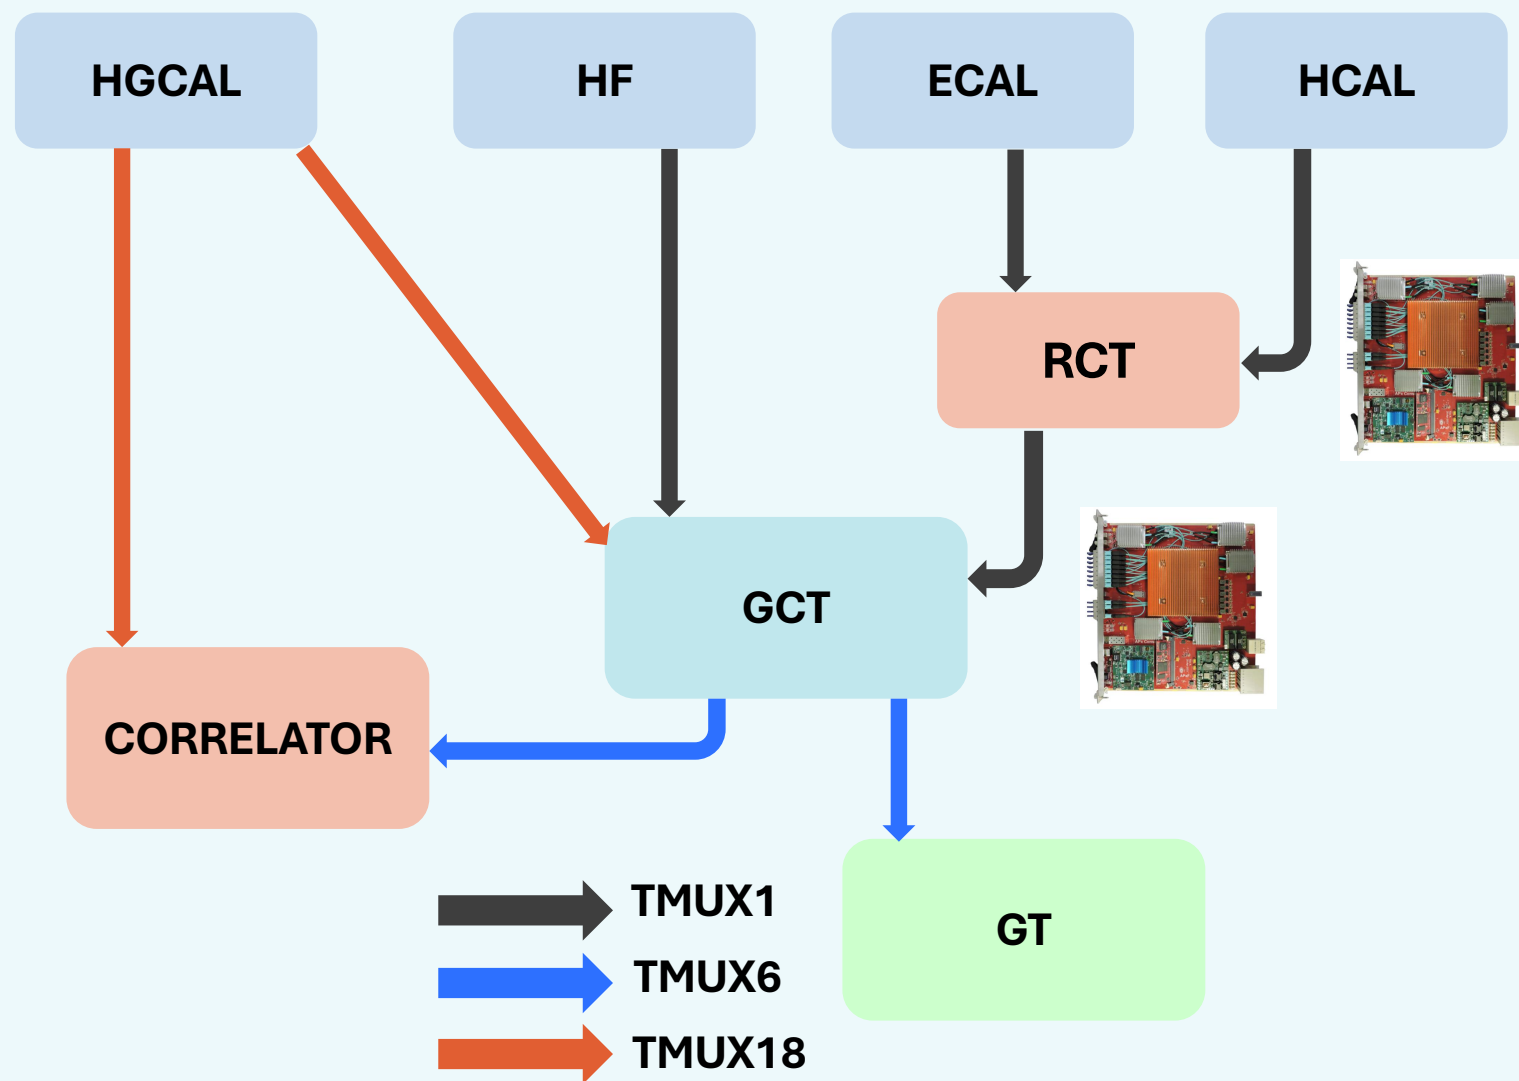 HGCAL
HF
ECAL
HCAL
RCT
GCT
CORRELATOR
GT
TMUX1
TMUX6
TMUX18